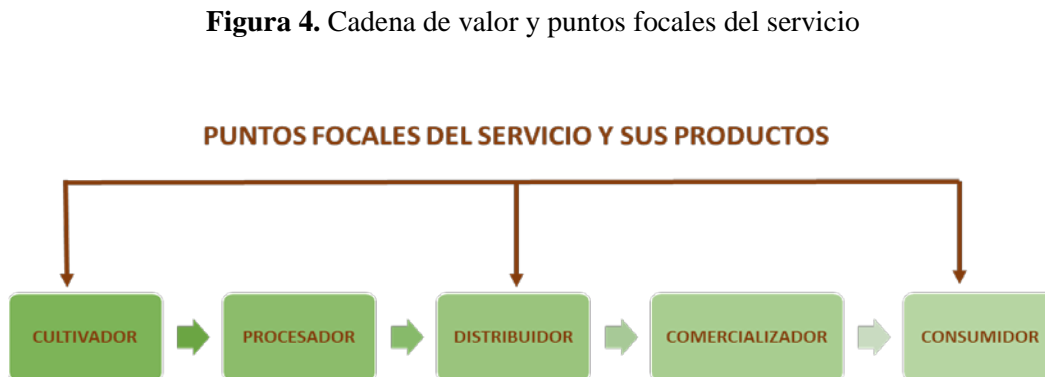 Figura 4. Cadena de valor y puntos focales del servicio
PUNTOS FOCALES DEL SERVICIO Y SUS PRODUCTOS
CULTIVADOR
PROCESADOR
DISTRIBUIDOR
COMERCIALIZADOR
CONSUMIDOR